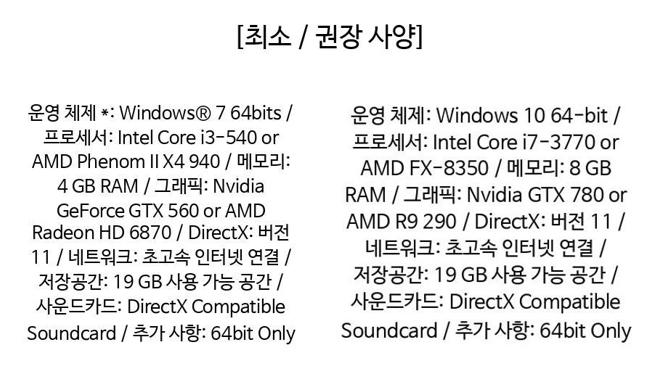 [최소 / 권장 사양]
운영 체제 *: Windows® 7 64bits /
프로세서: Intel Core i3-540 or
AMD Phenom II X4 940 / 메모리:
4 GB RAM / 그래픽: Nvidia
GeForce GTX 560 or AMD
Radeon HD 6870 / DirectX: 버전
11 / 네트워크: 초고속 인터넷 연결 /
저장공간: 19 GB 사용 가능 공간 /
사운드카드: DirectX Compatible
Soundcard / 추가 사항: 64bit Only
운영 체제: Windows 10 64-bit /
프로세서: Intel Core i7-3770 or
AMD FX-8350 / 메모리: 8 GB
RAM / 그래픽: Nvidia GTX 780 or
AMD R9 290 / DirectX: 버전 11 /
네트워크: 초고속 인터넷 연결 /
저장공간: 19 GB 사용 가능 공간 /
사운드카드: DirectX Compatible
Soundcard / 추가 사항: 64bit Only